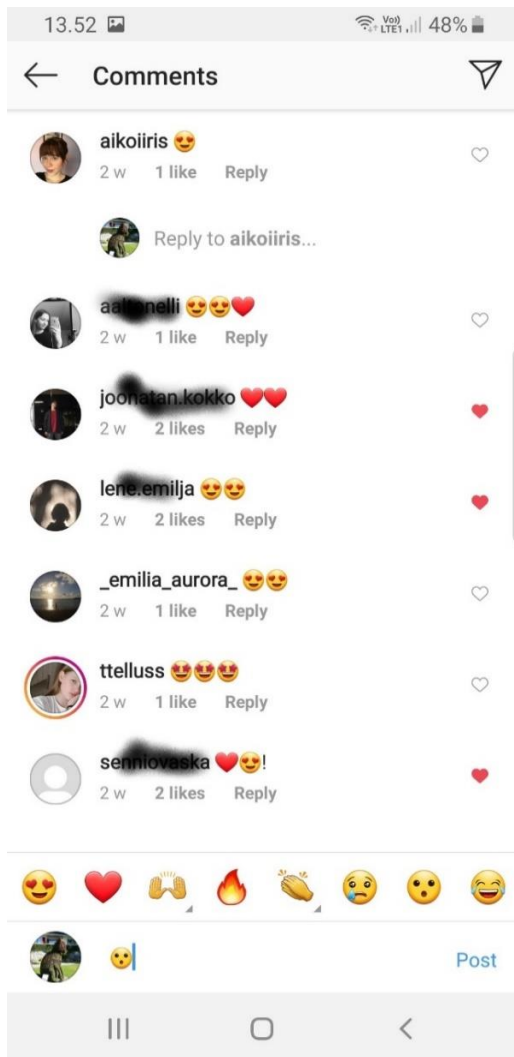 13.52 Vo)) LTE1 48%
Comments
aikoiiris 😍
2 w 1 like Reply
Reply to aikoiiris...
😍😍❤️
2 w 1 like Reply
❤️❤️
2 w 2 likes Reply
😍😍
2 w 2 likes Reply
_emilia_aurora_ 😍😍
2 w 1 like Reply
ttelluss 🤩🤩🤩
2 w 1 like Reply
❤️😍!
2 w 2 likes Reply
😍 ❤️ 🙌 🔥 👏 😢 😮 😂
😮 Post